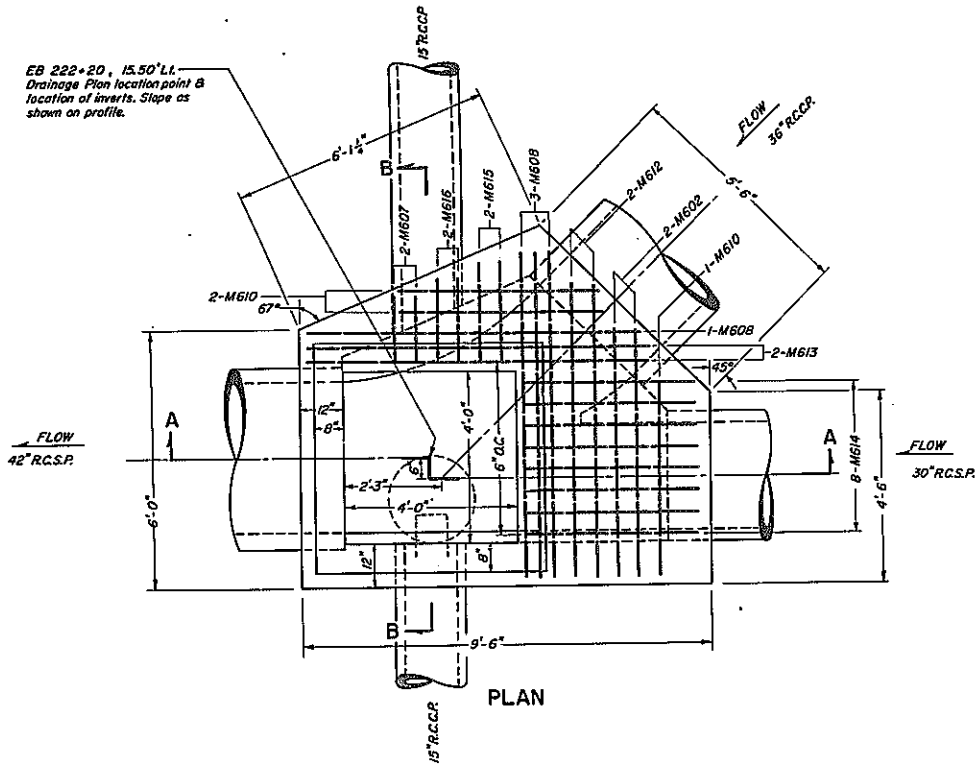 15" R.C.C.P.
EB 222+20, 15.50' Lt.
Drainage Plan location point &
location of inverts. Slope as
shown on profile.
6'-1 1/4"
FLOW
36" R.C.C.P.
5'-6"
B
3-M608
2-M615
2-M616
2-M607
2-M612
2-M602
1-M610
2-M610
67°
1-M608
2-M613
45°
12"
8"
A
FLOW
42" R.C.S.P.
6'-0"
4'-0"
6" O.C.
6"
2'-3"
4'-0"
A
FLOW
30" R.C.S.P.
8-M614
4'-6"
12"
8"
B
9'-6"
PLAN
15" R.C.C.P.